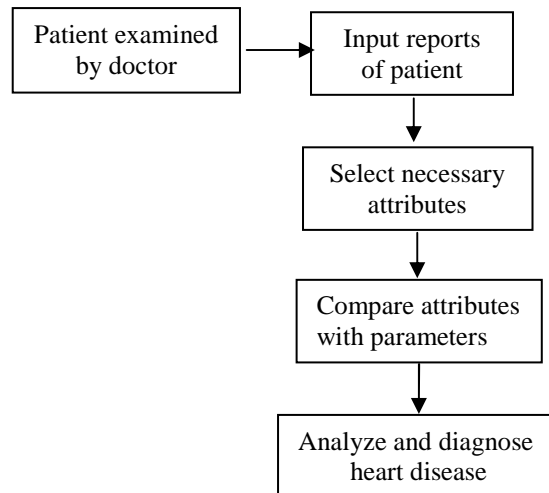 Patient examined
by doctor
Input reports
of patient
Select necessary
attributes
Compare attributes
with parameters
Analyze and diagnose
heart disease